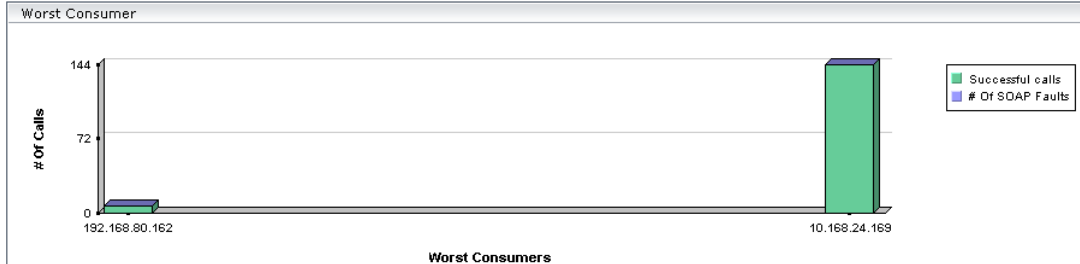 Worst Consumer
144
72
0
# Of Calls
192.168.80.162
10.168.24.169
Worst Consumers
Successful calls
# Of SOAP Faults